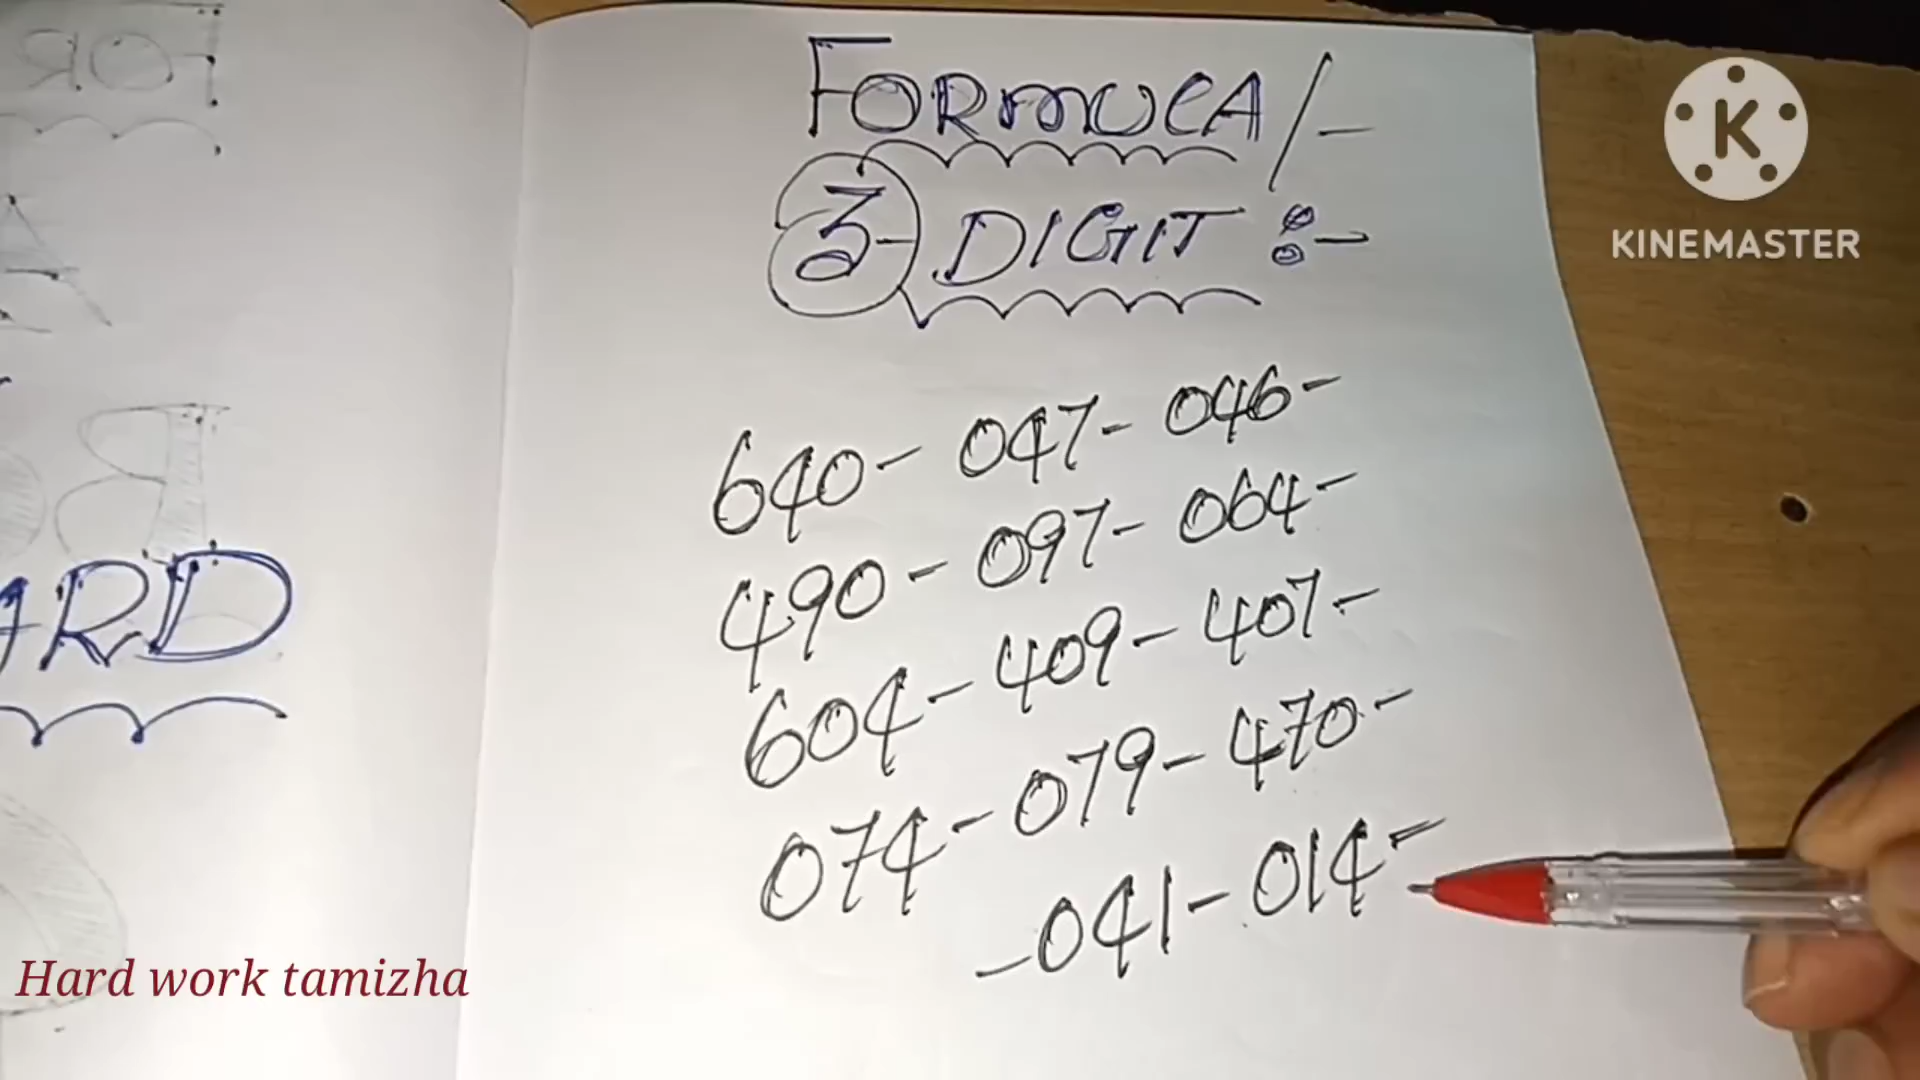 FORMULA/-
3-DIGIT :-
640- 047- 046-
490- 097- 064-
604- 409- 407-
074- 079- 470-
-041-014-
ARD
K
KINEMASTER
Hard work tamizha